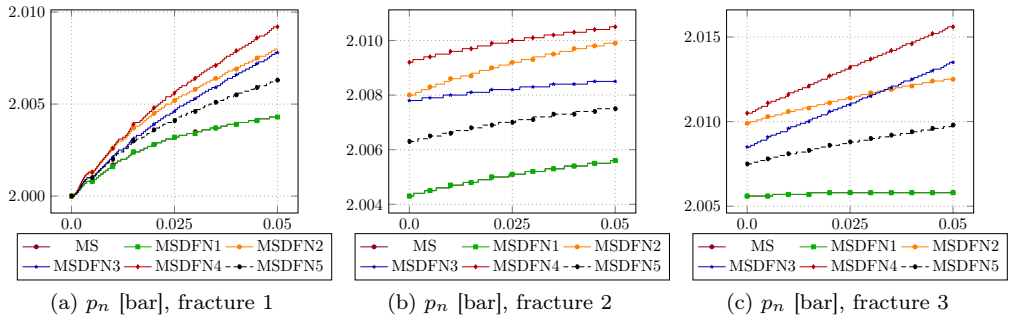 2.010
2.005
2.000
0.0 0.025 0.05
MS MSDFN1 MSDFN2
MSDFN3 MSDFN4 MSDFN5
(a) pₙ [bar], fracture 1
2.010
2.008
2.006
2.004
0.0 0.025 0.05
MS MSDFN1 MSDFN2
MSDFN3 MSDFN4 MSDFN5
(b) pₙ [bar], fracture 2
2.015
2.010
2.005
0.0 0.025 0.05
MS MSDFN1 MSDFN2
MSDFN3 MSDFN4 MSDFN5
(c) pₙ [bar], fracture 3